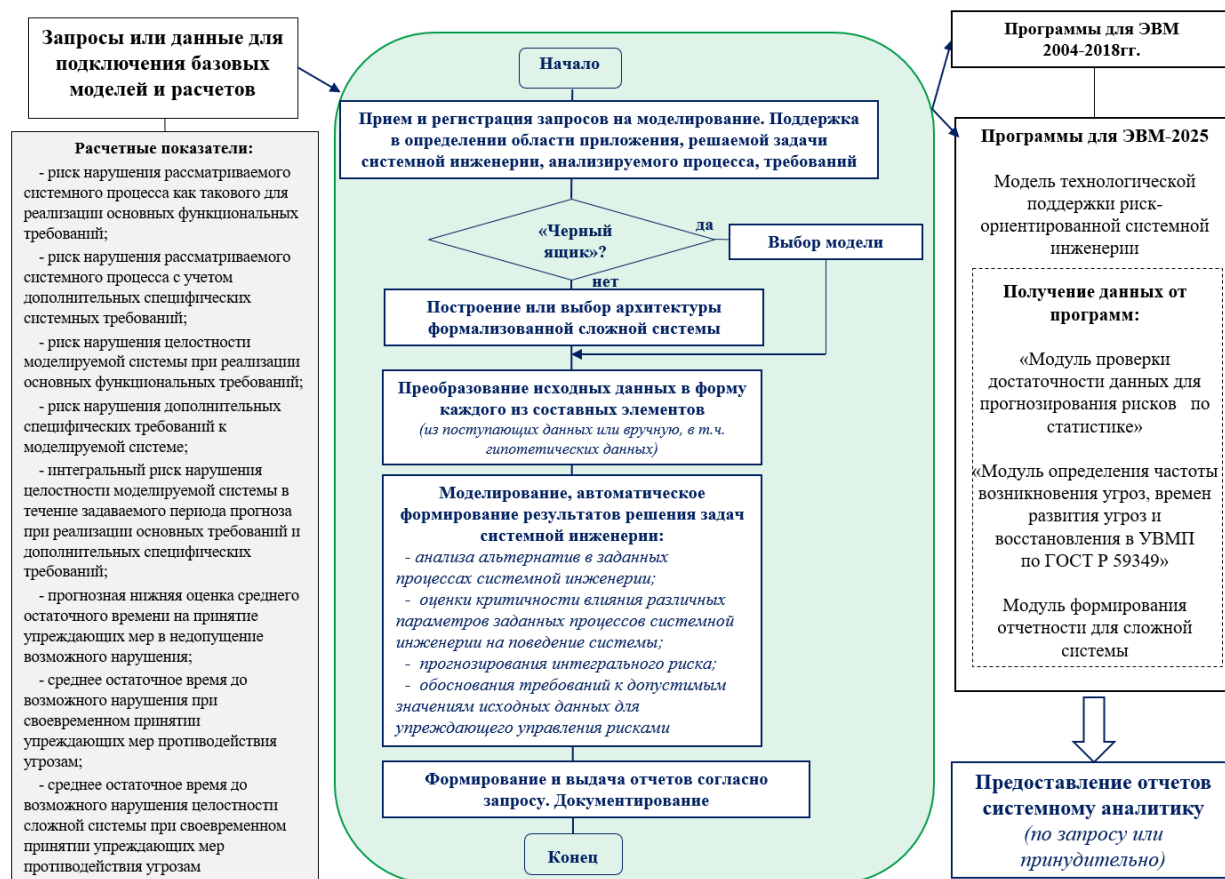 Запросы или данные для
подключения базовых
моделей и расчетов
Расчетные показатели:
- риск нарушения рассматриваемого
системного процесса как такового для
реализации основных функциональных
требований;
- риск нарушения рассматриваемого
системного процесса с учетом
дополнительных специфических
системных требований;
- риск нарушения целостности
моделируемой системы при реализации
основных функциональных требований;
- риск нарушения дополнительных
специфических требований к
моделируемой системе;
- интегральный риск нарушения
целостности моделируемой системы в
течение задаваемого периода прогноза
при реализации основных требований и
дополнительных специфических
требований;
- прогнозная нижняя оценка среднего
остаточного времени на принятие
упреждающих мер в недопущение
возможного нарушения;
- среднее остаточное время до
возможного нарушения при
своевременном принятии
упреждающих мер противодействия
угрозам;
- среднее остаточное время до
возможного нарушения целостности
сложной системы при своевременном
принятии упреждающих мер
противодействия угрозам
Начало
Прием и регистрация запросов на моделирование. Поддержка
в определении области приложения, решаемой задачи
системной инженерии, анализируемого процесса, требований
«Черный
ящик»?
да
Выбор модели
нет
Построение или выбор архитектуры
формализованной сложной системы
Преобразование исходных данных в форму
каждого из составных элементов
(из поступающих данных или вручную, в т.ч.
гипотетических данных)
Моделирование, автоматическое
формирование результатов решения задач
системной инженерии:
- анализа альтернатив в заданных
процессах системной инженерии;
- оценки критичности влияния различных
параметров заданных процессов системной
инженерии на поведение системы;
- прогнозирования интегрального риска;
- обоснования требований к допустимым
значениям исходных данных для
упреждающего управления рисками
Формирование и выдача отчетов согласно
запросу. Документирование
Конец
Программы для ЭВМ
2004-2018гг.
Программы для ЭВМ-2025
Модель технологической
поддержки риск-
ориентированной системной
инженерии
Получение данных от
программ:
«Модуль проверки
достаточности данных для
прогнозирования рисков по
статистике»
«Модуль определения частоты
возникновения угроз, времен
развития угроз и
восстановления в УВМП
по ГОСТ Р 59349»
Модуль формирования
отчетности для сложной
системы
Предоставление отчетов
системному аналитику
(по запросу или
принудительно)